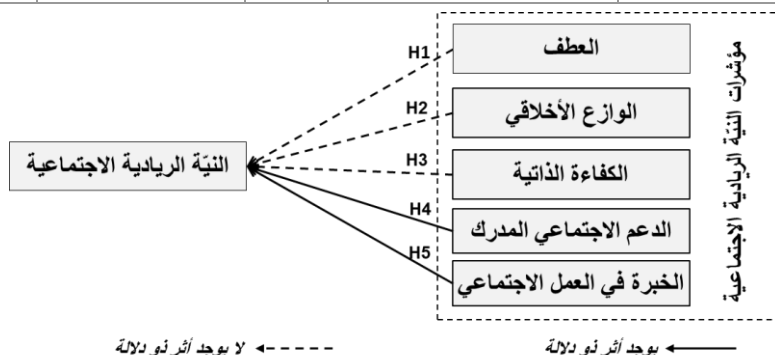 مؤشرات النيّة الريادية الاجتماعية
العطف
الوازع الأخلاقي
الكفاءة الذاتية
الدعم الاجتماعي المدرك
الخبرة في العمل الاجتماعي
H1
H2
H3
H4
H5
النيّة الريادية الاجتماعية
يوجد أثر ذو دلالة
لا يوجد أثر ذو دلالة